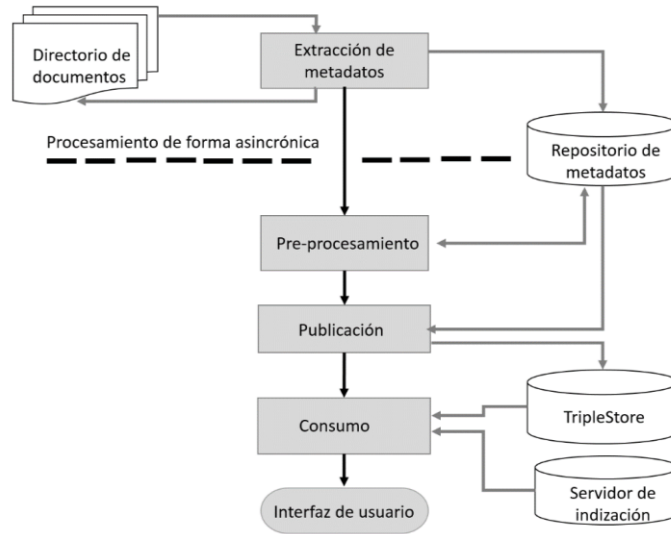 Directorio de
documentos
Extracción de
metadatos
Procesamiento de forma asincrónica
Repositorio de
metadatos
Pre-procesamiento
Publicación
TripleStore
Consumo
Servidor de
indización
Interfaz de usuario